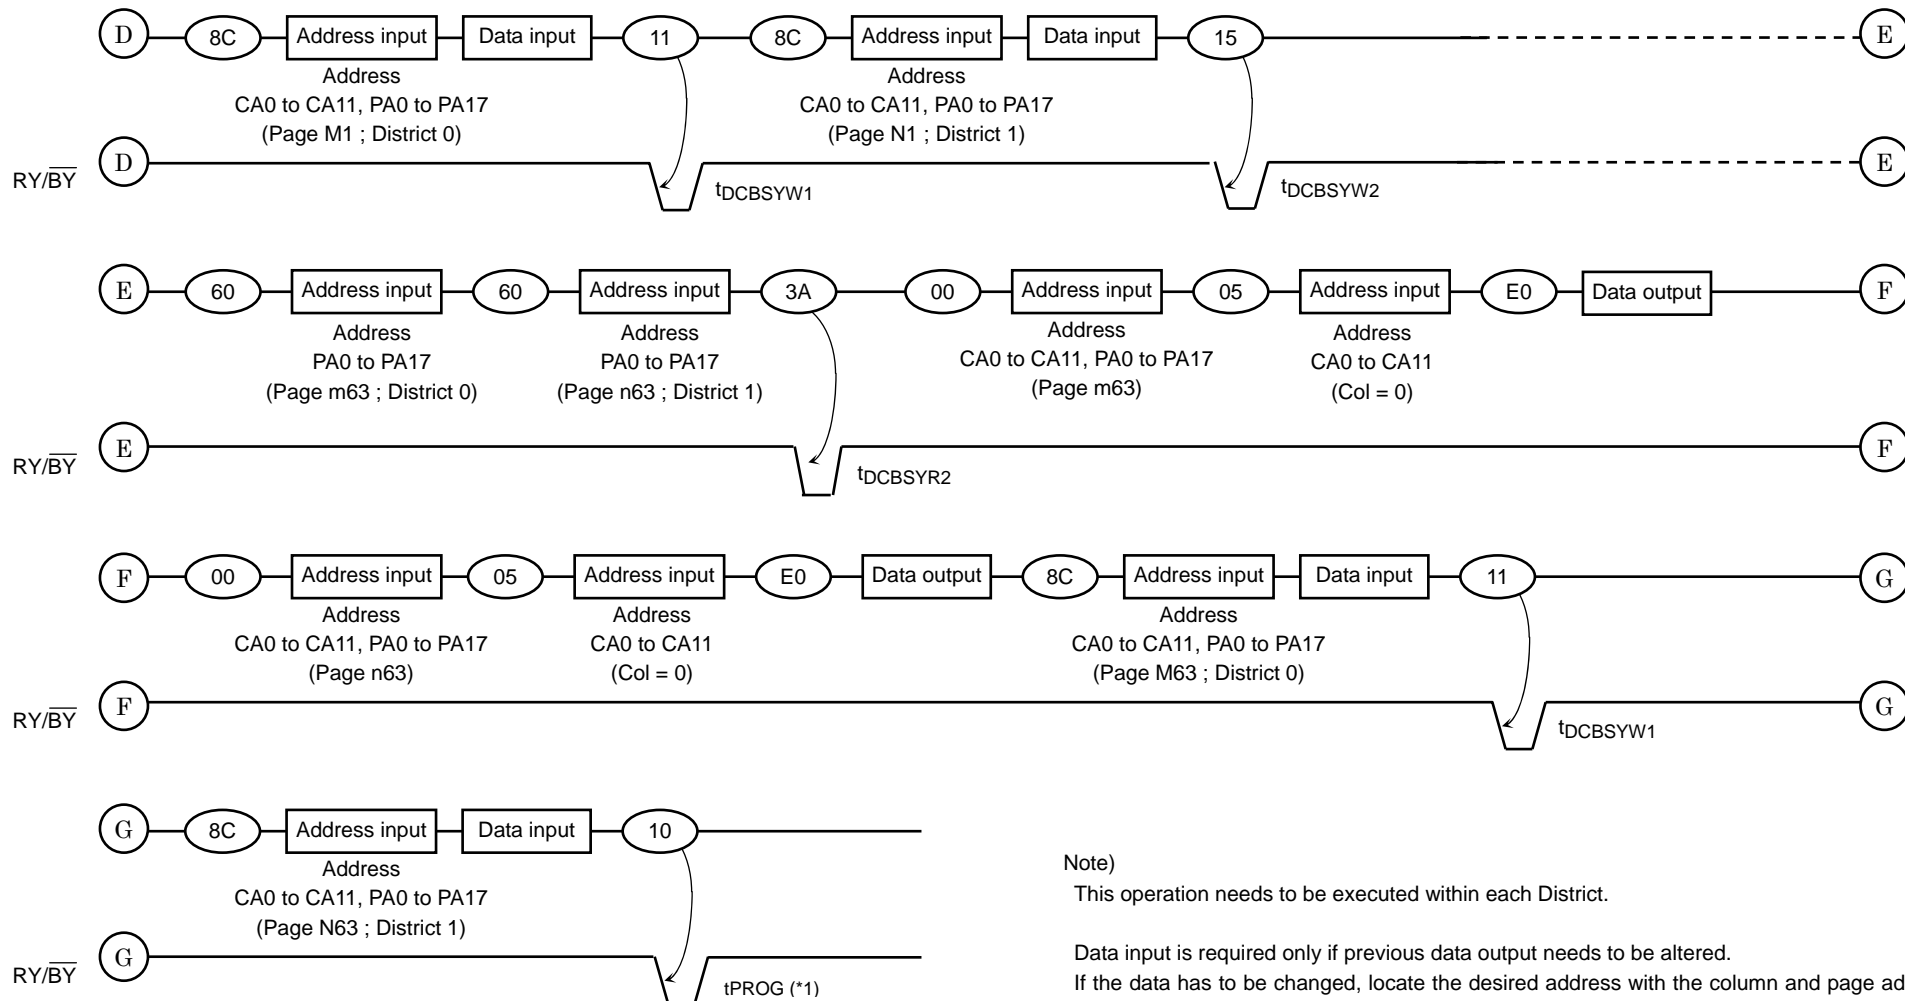 D 8C Address input Data input 11 8C Address input Data input 15 E
Address Address
CA0 to CA11, PA0 to PA17 CA0 to CA11, PA0 to PA17
(Page M1 ; District 0) (Page N1 ; District 1)
RY/BY D E
tDCBSYW1 tDCBSYW2
E 60 Address input 60 Address input 3A 00 Address input 05 Address input E0 Data output F
Address Address Address Address
PA0 to PA17 PA0 to PA17 CA0 to CA11, PA0 to PA17 CA0 to CA11
(Page m63 ; District 0) (Page n63 ; District 1) (Page m63) (Col = 0)
RY/BY E F
tDCBSYR2
F 00 Address input 05 Address input E0 Data output 8C Address input Data input 11 G
Address Address Address
CA0 to CA11, PA0 to PA17 CA0 to CA11 CA0 to CA11, PA0 to PA17
(Page n63) (Col = 0) (Page M63 ; District 0)
RY/BY F G
tDCBSYW1
G 8C Address input Data input 10
Address
CA0 to CA11, PA0 to PA17
(Page N63 ; District 1)
RY/BY G
tPROG (*1)
Note)
This operation needs to be executed within each District.
Data input is required only if previous data output needs to be altered.
If the data has to be changed, locate the desired address with the column and page ad